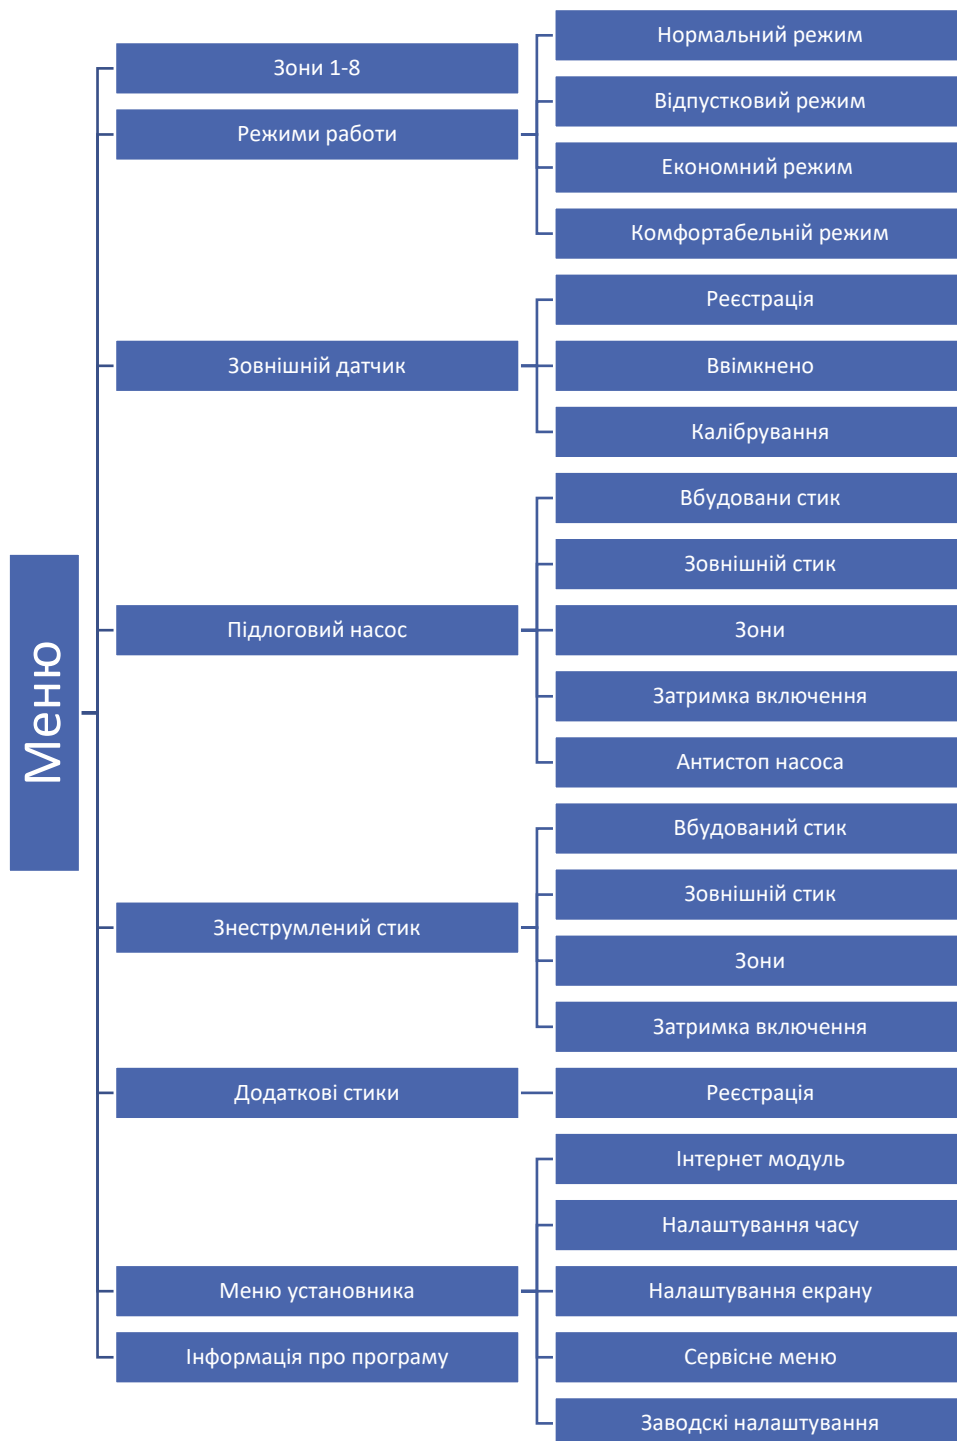 Меню
Зони 1-8
Режими работи
Нормальний режим
Відпустковий режим
Економний режим
Комфортабельній режим
Зовнішній датчик
Реєстрація
Ввімкнено
Калібрування
Підлоговий насос
Вбудовани стик
Зовнішній стик
Зони
Затримка включення
Антистоп насоса
Знеструмлений стик
Вбудований стик
Зовнішній стик
Зони
Затримка включення
Додаткові стики
Реєстрація
Меню установника
Інтернет модуль
Налаштування часу
Налаштування екрану
Сервісне меню
Заводскі налаштування
Інформація про програму